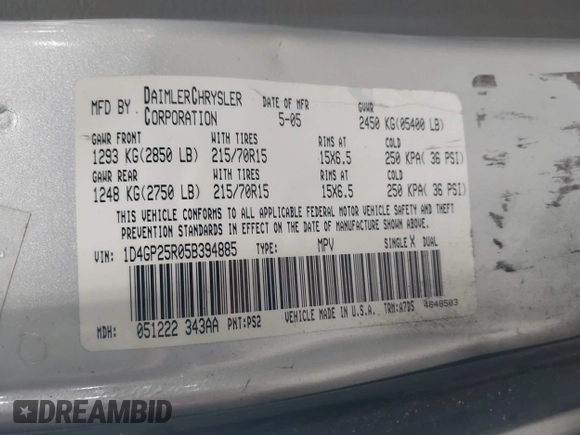 MFD BY DAIMLERCHRYSLER CORPORATION DATE OF MFR 5-05 GVWR 2450 KG(05400 LB)
GAWR FRONT WITH TIRES RIMS AT COLD
1293 KG(2850 LB) 215/70R15 15X6.5 250 KPA( 36 PSI)
GAWR REAR WITH TIRES RIMS AT COLD
1248 KG(2750 LB) 215/70R15 15X6.5 250 KPA( 36 PSI)
THIS VEHICLE CONFORMS TO ALL APPLICABLE FEDERAL MOTOR VEHICLE SAFETY AND THEFT
PREVENTION STANDARDS IN EFFECT ON THE DATE OF MANUFACTURE SHOWN ABOVE.
VIN: 1D4GP25R05B394885 TYPE: MPV SINGLE X DUAL
MDH: 051222 343AA PNT:PS2 VEHICLE MADE IN U.S.A. TRM:A7D5 4848503
DREAMBID